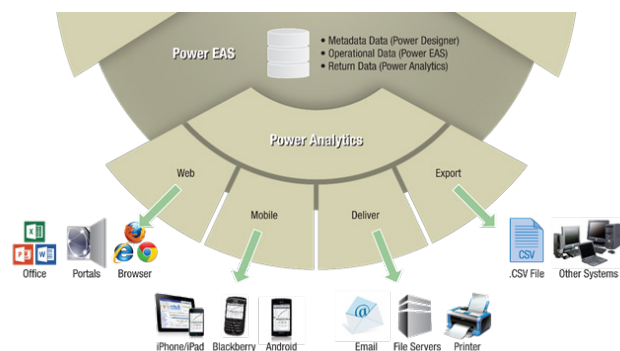 Power EAS
• Metadata Data (Power Designer)
• Operational Data (Power EAS)
• Return Data (Power Analytics)
Power Analytics
Web
Mobile
Deliver
Export
Office
Portals
Browser
CSV
.CSV File
Other Systems
iPhone/iPad
Blackberry
Android
Email
File Servers
Printer